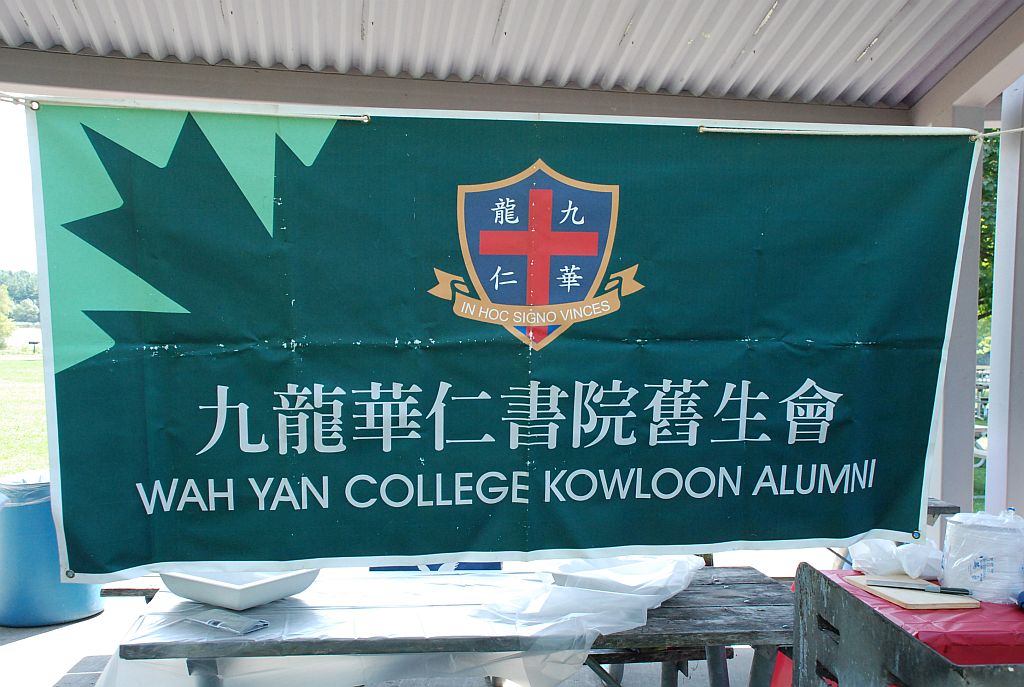 龍 九
仁 華
IN HOC SIGNO VINCES
九龍華仁書院舊生會
WAH YAN COLLEGE KOWLOON ALUMNI